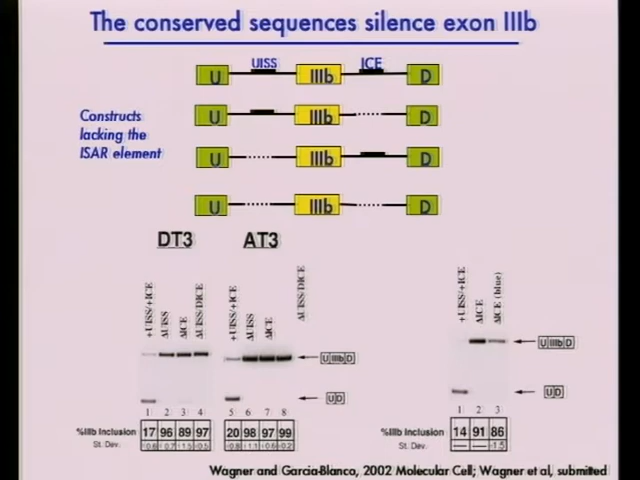 The conserved sequences silence exon IIIb
UISS ICE
U IIIb D
Constructs
lacking the
ISAR element
U IIIb D
U IIIb D
U IIIb D
DT3 AT3
+UISS/+ICE ΔUISS ΔICE ΔUISS/DICE +UISS/+ICE ΔUISS ΔICE ΔUISS/DICE +UISS/+ICE ΔICE ΔICE (blue)
U IIIb D U IIIb D
U D U D
1 2 3 4 5 6 7 8 1 2 3
%IIIb Inclusion 17 96 89 97 20 98 97 99 %IIIb Inclusion 14 91 86
St. Dev. St. Dev. — — 1.5
Wagner and Garcia-Blanco, 2002 Molecular Cell; Wagner et al, submitted